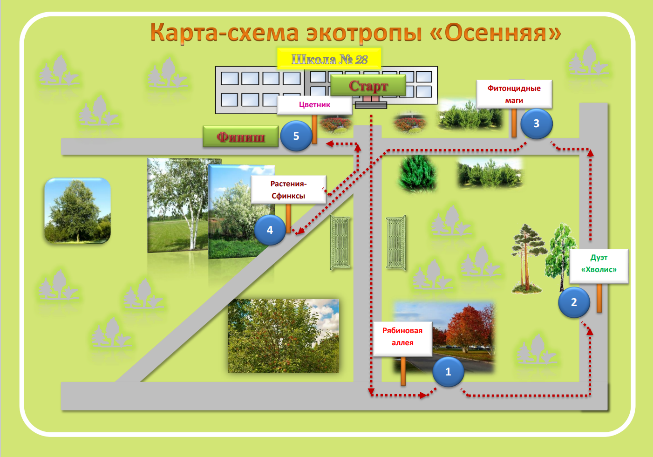 Карта-схема экотропы «Осенняя»
Школа № 28
Старт
Цветник
Фитонцидные
маги
Финиш
5
3
Растения-
Сфинксы
4
Дуэт
«Хволис»
2
Рябиновая
аллея
1